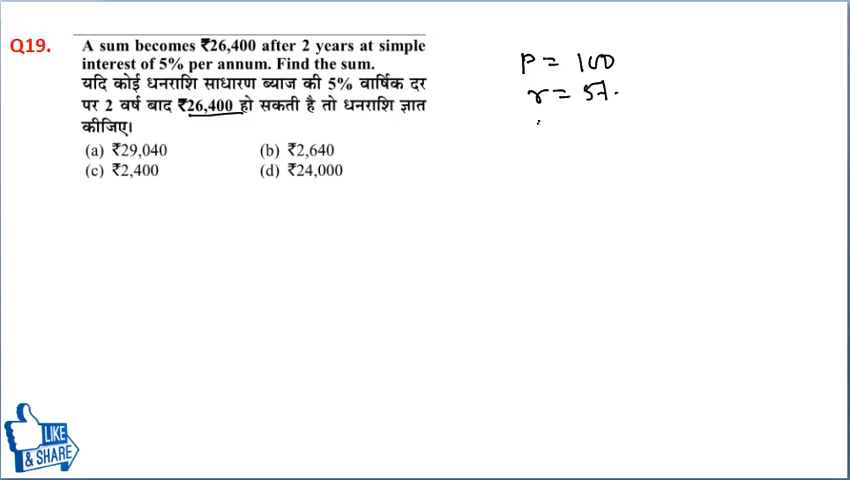 Q19.
A sum becomes ₹26,400 after 2 years at simple
interest of 5% per annum. Find the sum.
यदि कोई धनराशि साधारण ब्याज की 5% वार्षिक दर
पर 2 वर्ष बाद ₹26,400 हो सकती है तो धनराशि ज्ञात
कीजिए।
(a) ₹29,040 (b) ₹2,640
(c) ₹2,400 (d) ₹24,000
P = 100
r = 5%.
LIKE
& SHARE